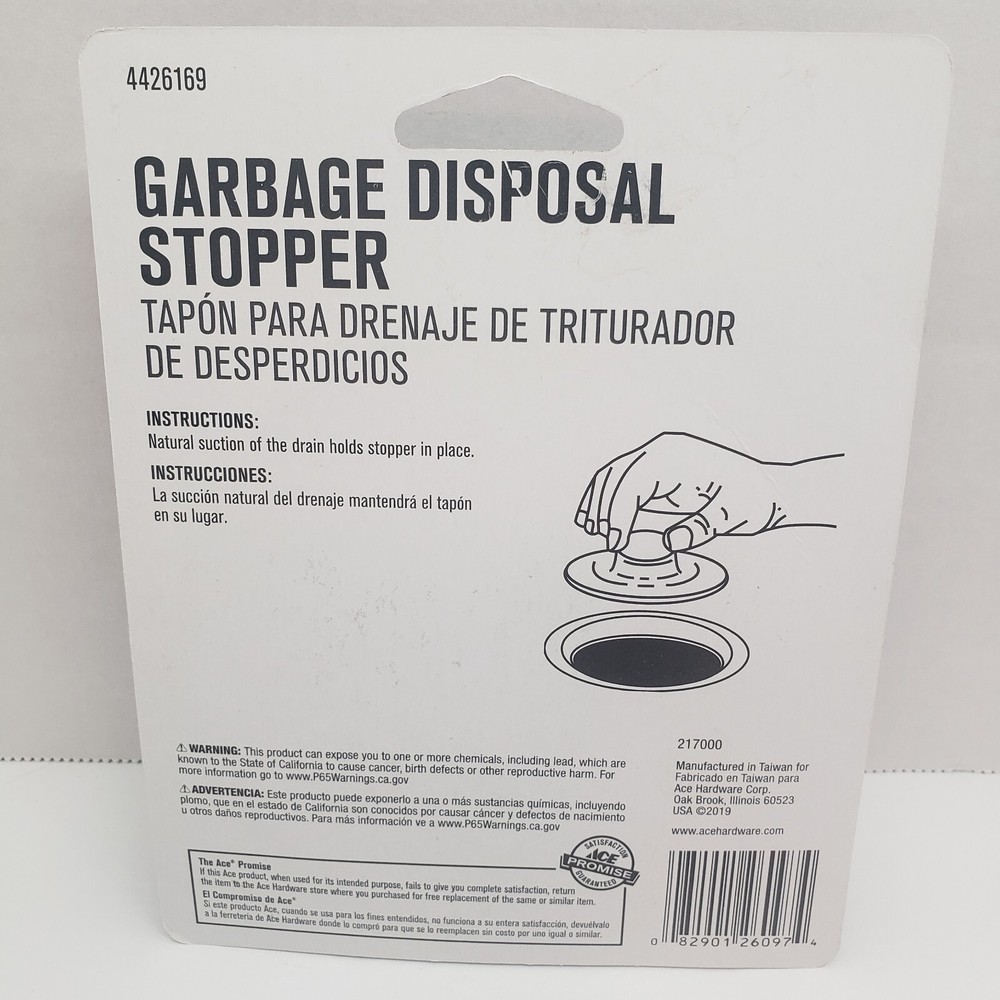 4426169
GARBAGE DISPOSAL
STOPPER
TAPÓN PARA DRENAJE DE TRITURADOR
DE DESPERDICIOS
INSTRUCTIONS:
Natural suction of the drain holds stopper in place.
INSTRUCCIONES:
La succión natural del drenaje mantendrá el tapón
en su lugar.
⚠ WARNING: This product can expose you to one or more chemicals, including lead, which are
known to the State of California to cause cancer, birth defects or other reproductive harm. For
more information go to www.P65Warnings.ca.gov
⚠ ADVERTENCIA: Este producto puede exponerlo a una o más sustancias químicas, incluyendo
plomo, que en el estado de California son conocidos por causar cáncer y defectos de nacimiento
u otros daños reproductivos. Para más información ve a www.P65Warnings.ca.gov
217000
Manufactured in Taiwan for
Fabricado en Taiwan para
Ace Hardware Corp.
Oak Brook, Illinois 60523
USA ©2019
www.acehardware.com
The Ace® Promise
If this Ace product, when used for its intended purpose, fails to give you complete satisfaction, return
the item to the Ace Hardware store where you purchased for free replacement of the same or similar item.
El Compromiso de Ace®
Si este producto Ace, cuando se usa para los fines entendidos, no funciona a su entera satisfacción, devuélvalo
a la ferretería de Ace Hardware donde lo compró para que se lo reemplacen sin costo por uno igual o similar.
SATISFACTION
ACE
PROMISE
GUARANTEED
0 82901 26097 4